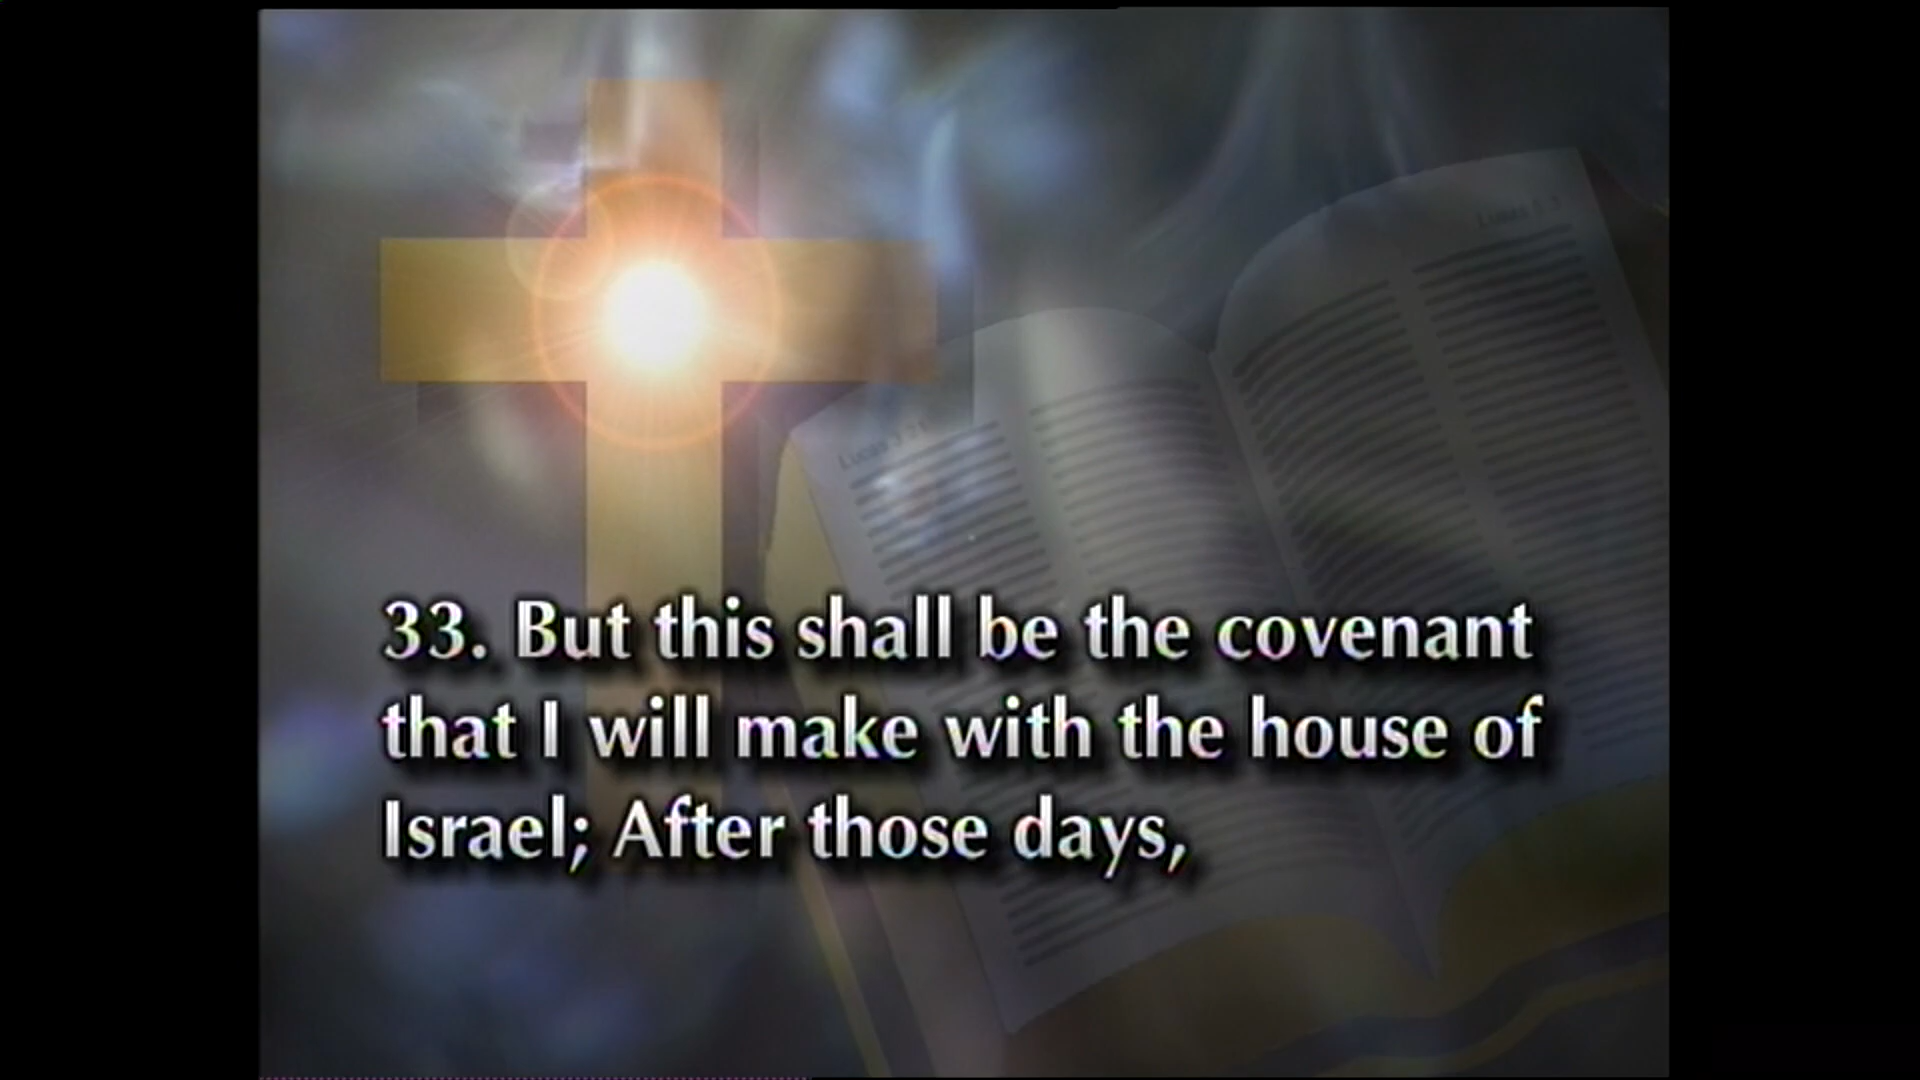 33. But this shall be the covenant
that I will make with the house of
Israel; After those days,